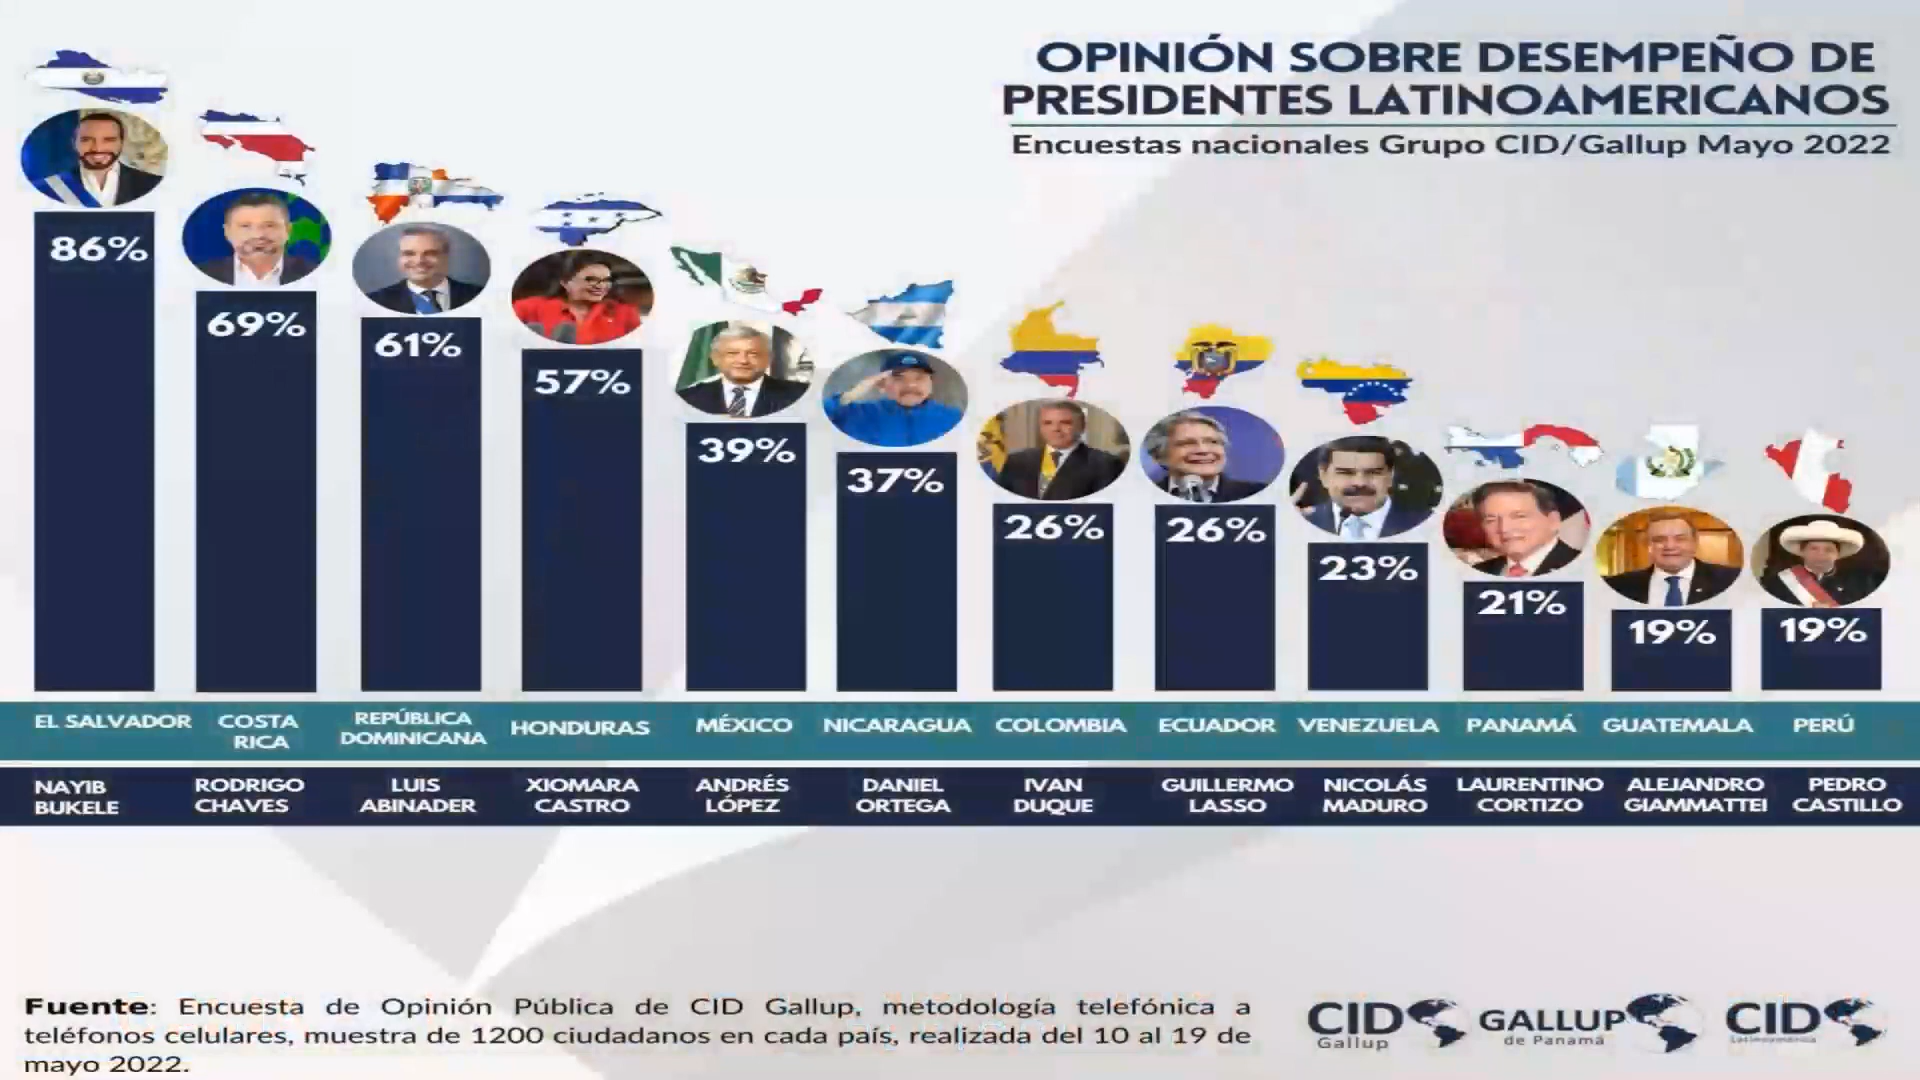 OPINIÓN SOBRE DESEMPEÑO DE
PRESIDENTES LATINOAMERICANOS
Encuestas nacionales Grupo CID/Gallup Mayo 2022
86%
69%
61%
57%
39%
37%
26%
26%
23%
21%
19%
19%
EL SALVADOR
COSTA
RICA
REPÚBLICA
DOMINICANA
HONDURAS
MÉXICO
NICARAGUA
COLOMBIA
ECUADOR
VENEZUELA
PANAMÁ
GUATEMALA
PERÚ
NAYIB
BUKELE
RODRIGO
CHAVES
LUIS
ABINADER
XIOMARA
CASTRO
ANDRÉS
LÓPEZ
DANIEL
ORTEGA
IVAN
DUQUE
GUILLERMO
LASSO
NICOLÁS
MADURO
LAURENTINO
CORTIZO
ALEJANDRO
GIAMMATTEI
PEDRO
CASTILLO
Fuente: Encuesta de Opinión Pública de CID Gallup, metodología telefónica a
teléfonos celulares, muestra de 1200 ciudadanos en cada país, realizada del 10 al 19 de
mayo 2022.
CID
Gallup
GALLUP
de Panamá
CID
Latinoamérica